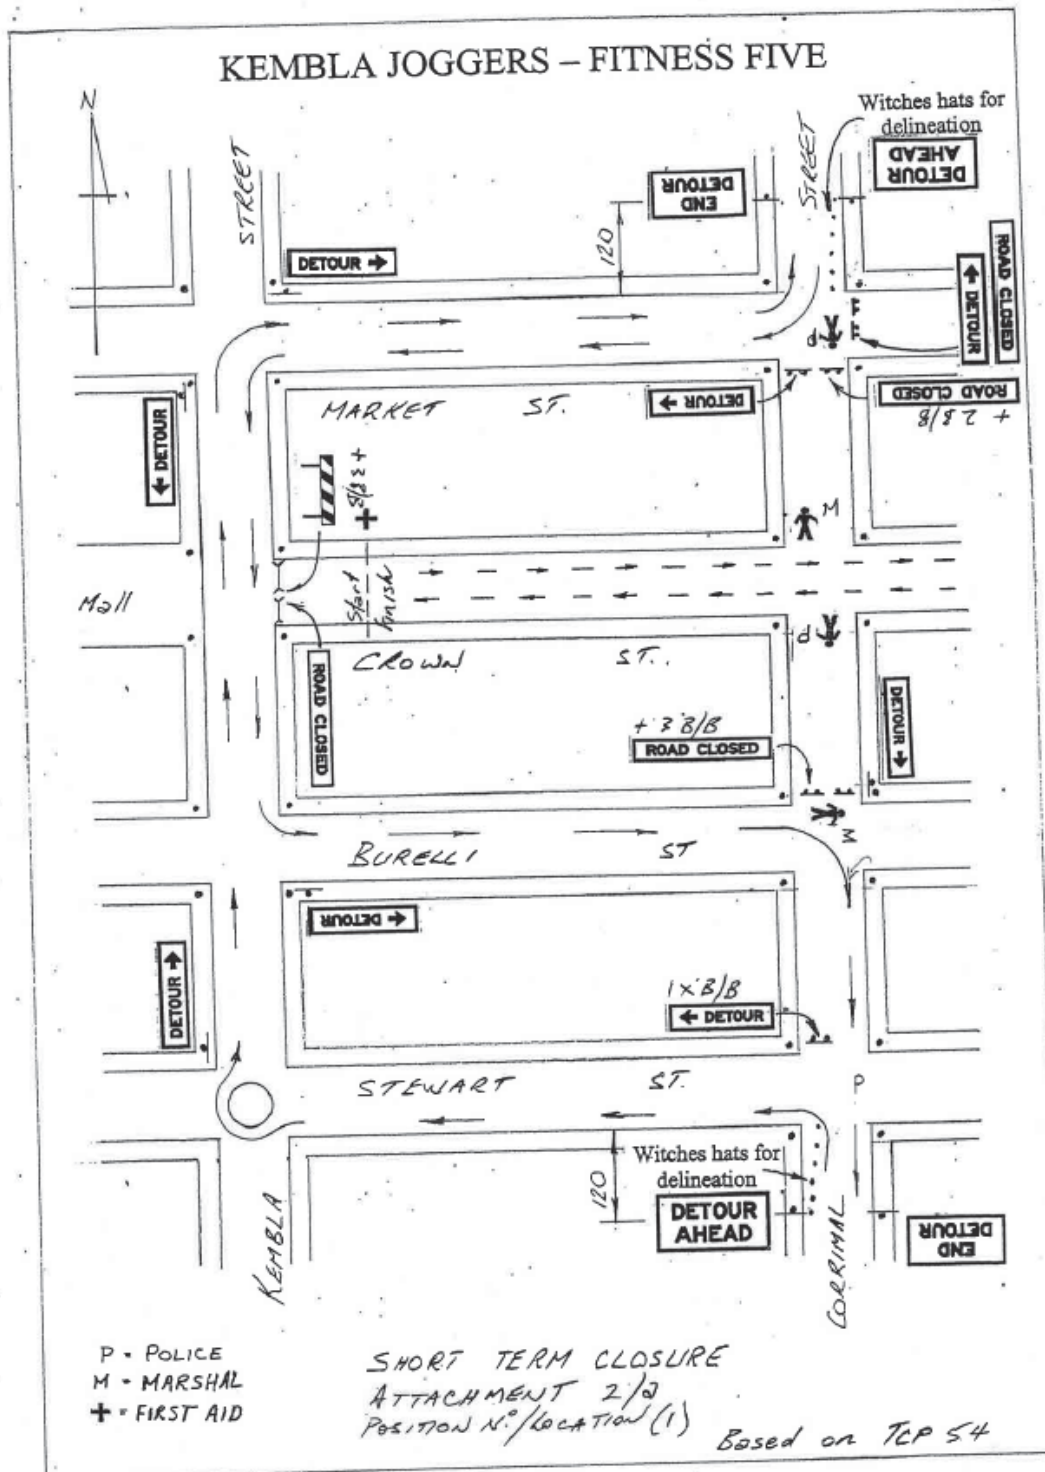 KEMBLA JOGGERS – FITNESS FIVE
N
Witches hats for
delineation
DETOUR
AHEAD
STREET
STREET
END
DETOUR
120
DETOUR →
ROAD CLOSED
← DETOUR
MARKET ST.
DETOUR →
ROAD CLOSED
+ 2 B/B
← DETOUR
+ 3 B/B
M
Mall
Start
Finish
CROWN ST.
P
ROAD CLOSED
+ 3 B/B
ROAD CLOSED
DETOUR →
M
BURELLI ST
DETOUR →
DETOUR →
1 x B/B
← DETOUR
STEWART ST.
P
Witches hats for
delineation
120
DETOUR
AHEAD
END
DETOUR
KEMBLA
CORRIMAL
P - POLICE
M - MARSHAL
+ = FIRST AID
SHORT TERM CLOSURE
ATTACHMENT 2/a
POSITION Nº/LOCATION (1)
Based on TCP 54